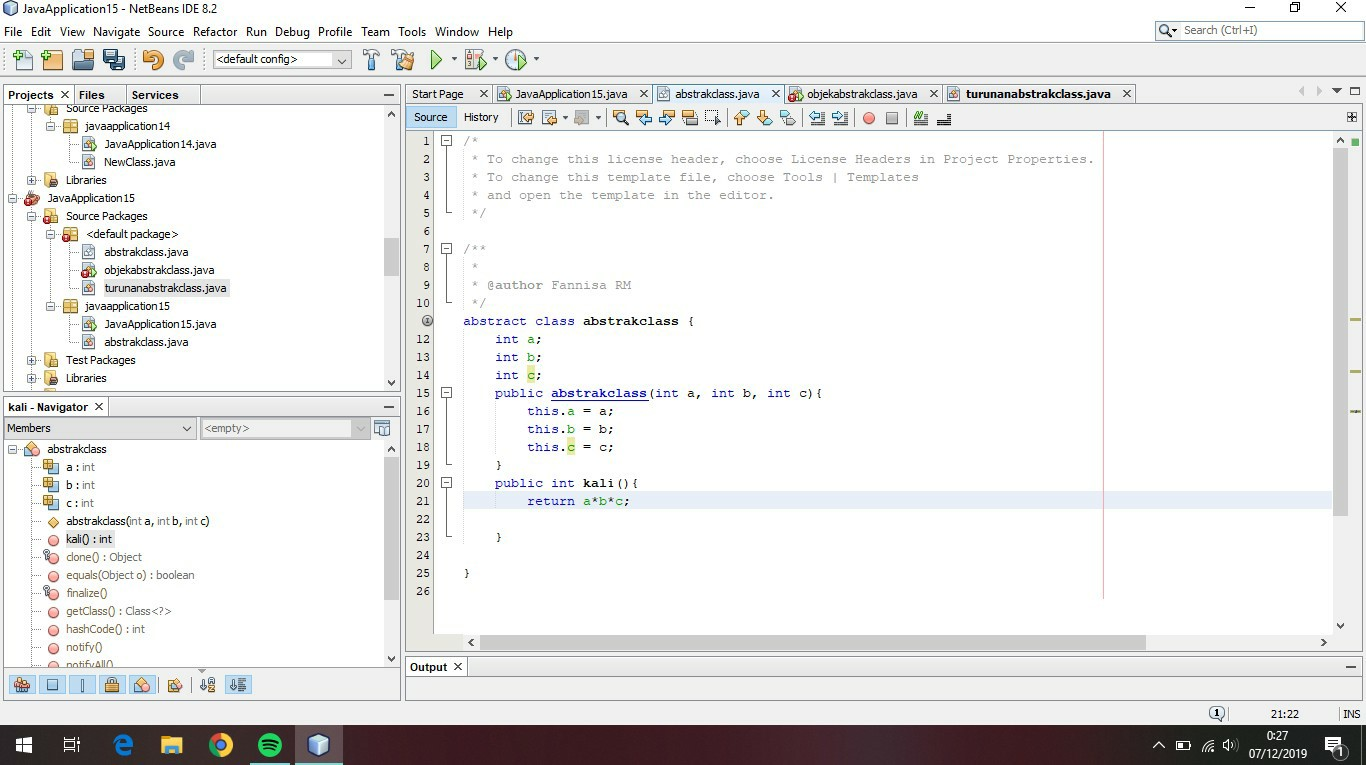 JavaApplication15 - NetBeans IDE 8.2
File Edit View Navigate Source Refactor Run Debug Profile Team Tools Window Help
Search (Ctrl+I)
<default config>
Projects Files Services
Source Packages
javaapplication14
JavaApplication14.java
NewClass.java
Libraries
JavaApplication15
Source Packages
<default package>
abstrakclass.java
objekabstrakclass.java
turunanabstrakclass.java
javaapplication15
JavaApplication15.java
abstrakclass.java
Test Packages
Libraries
kali - Navigator
Members
<empty>
abstrakclass
a : int
b : int
c : int
abstrakclass(int a, int b, int c)
kali() : int
clone() : Object
equals(Object o) : boolean
finalize()
getClass() : Class<?>
hashCode() : int
notify()
notifyAll()
Start Page JavaApplication15.java abstrakclass.java objekabstrakclass.java turunanabstrakclass.java
Source History
1 /*
2 * To change this license header, choose License Headers in Project Properties.
3 * To change this template file, choose Tools | Templates
4 * and open the template in the editor.
5 */
6
7 /**
8 *
9 * @author Fannisa RM
10 */
abstract class abstrakclass {
12 int a;
13 int b;
14 int c;
15 public abstrakclass(int a, int b, int c){
16 this.a = a;
17 this.b = b;
18 this.c = c;
19 }
20 public int kali(){
21 return a*b*c;
22
23 }
24
25 }
26
Output
1
21:22
INS
0:27
07/12/2019
1